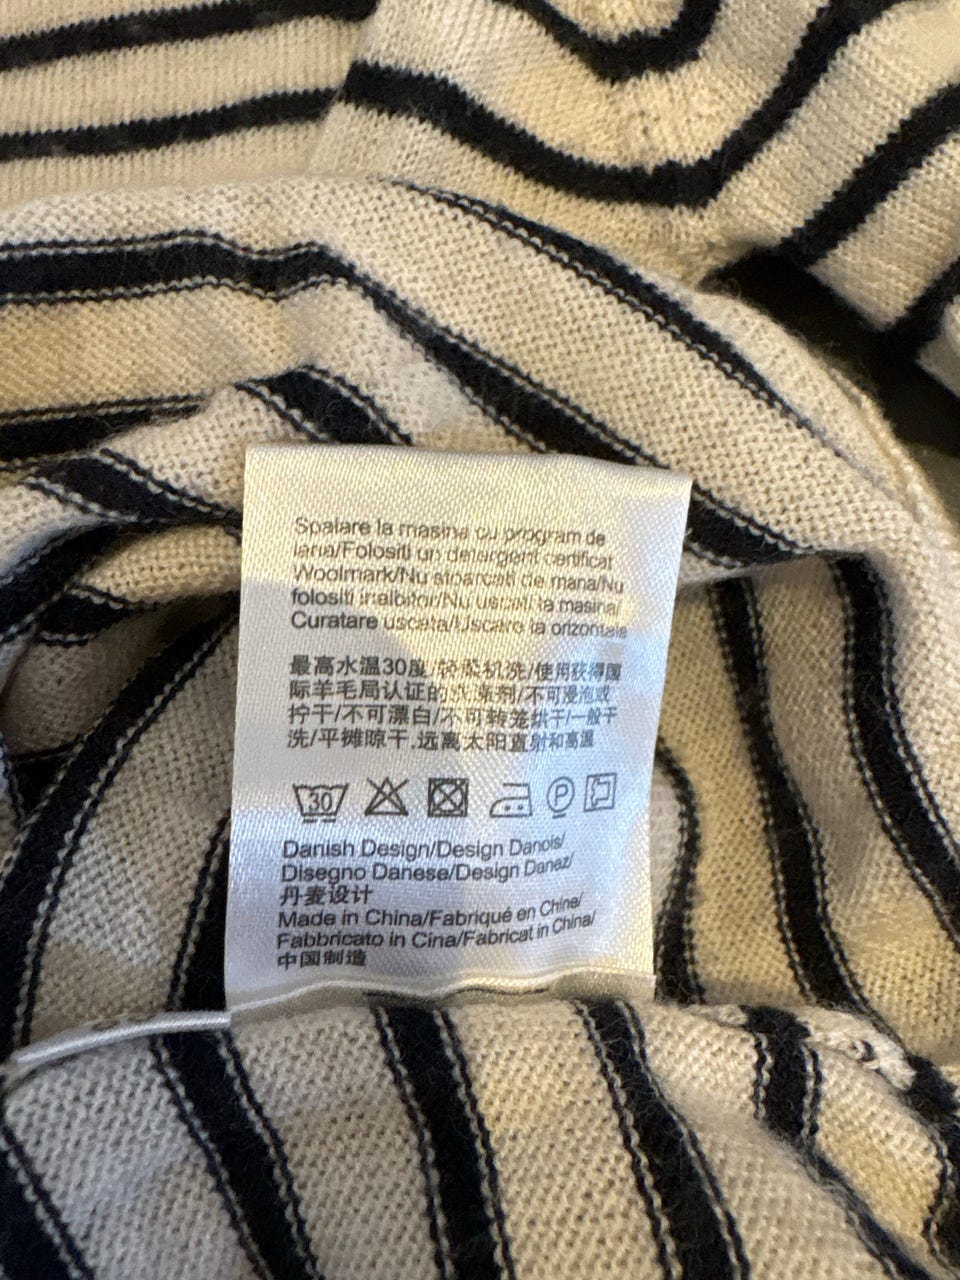 Spalare la masina cu program de
lana/Folositi un detergent certificat
Woolmark/Nu stoarceti de mana/Nu
folositi inalbitor/Nu uscati la masina/
Curatare uscata/Uscare la orizontala
最高水温30度/轻柔机洗/使用获得国
际羊毛局认证的洗涤剂/不可浸泡或
拧干/不可漂白/不可转笼烘干/一般干
洗/平摊晾干,远离太阳直射和高温
30 P
Danish Design/Design Danois/
Disegno Danese/Design Danez/
丹麦设计
Made in China/Fabriqué en Chine/
Fabbricato in Cina/Fabricat in China/
中国制造